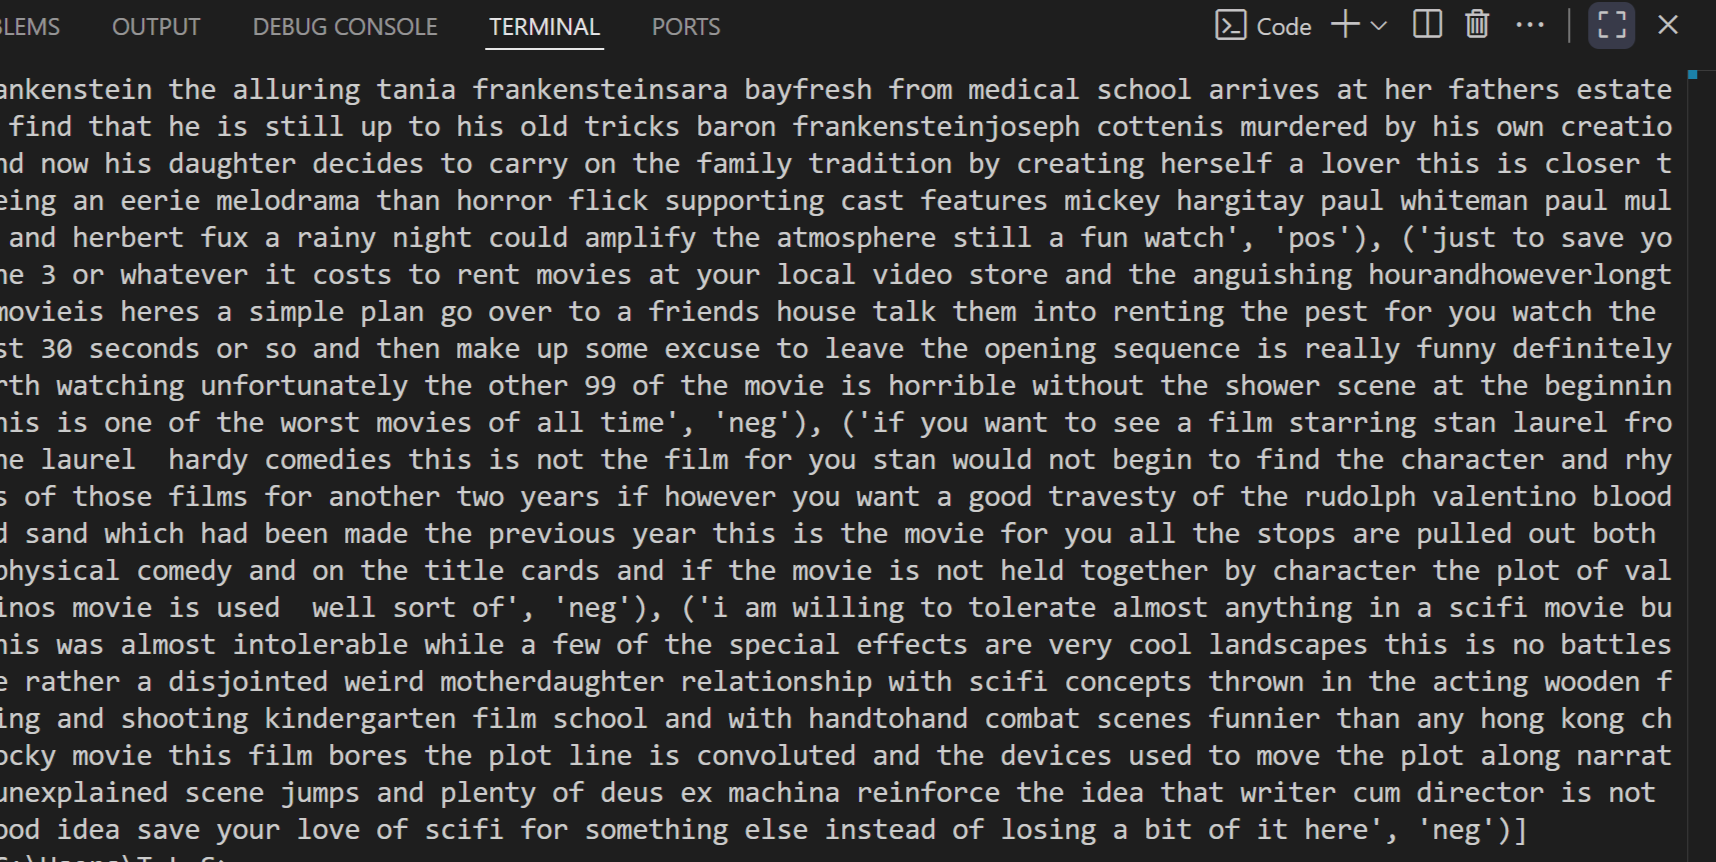 OUTPUT DEBUG CONSOLE TERMINAL PORTS Code
the alluring tania frankensteinsara bayfresh from medical school arrives at her fathers estate
find that he is still up to his old tricks baron frankensteinjoseph cottenis murdered by his own creatio
now his daughter decides to carry on the family tradition by creating herself a lover this is closer t
an eerie melodrama than horror flick supporting cast features mickey hargitay paul whiteman paul mul
and herbert fux a rainy night could amplify the atmosphere still a fun watch', 'pos'), ('just to save yo
3 or whatever it costs to rent movies at your local video store and the anguishing hourandhoweverlongt
movieis heres a simple plan go over to a friends house talk them into renting the pest for you watch the
st 30 seconds or so and then make up some excuse to leave the opening sequence is really funny definitely
rth watching unfortunately the other 99 of the movie is horrible without the shower scene at the beginnin
is one of the worst movies of all time', 'neg'), ('if you want to see a film starring stan laurel fro
laurel  hardy comedies this is not the film for you stan would not begin to find the character and rhy
s of those films for another two years if however you want a good travesty of the rudolph valentino blood
sand which had been made the previous year this is the movie for you all the stops are pulled out both
physical comedy and on the title cards and if the movie is not held together by character the plot of val
inos movie is used  well sort of', 'neg'), ('i am willing to tolerate almost anything in a scifi movie bu
was almost intolerable while a few of the special effects are very cool landscapes this is no battles
e rather a disjointed weird motherdaughter relationship with scifi concepts thrown in the acting wooden f
ing and shooting kindergarten film school and with handtohand combat scenes funnier than any hong kong ch
ocky movie this film bores the plot line is convoluted and the devices used to move the plot along narrat
unexplained scene jumps and plenty of deus ex machina reinforce the idea that writer cum director is not
idea save your love of scifi for something else instead of losing a bit of it here', 'neg')]